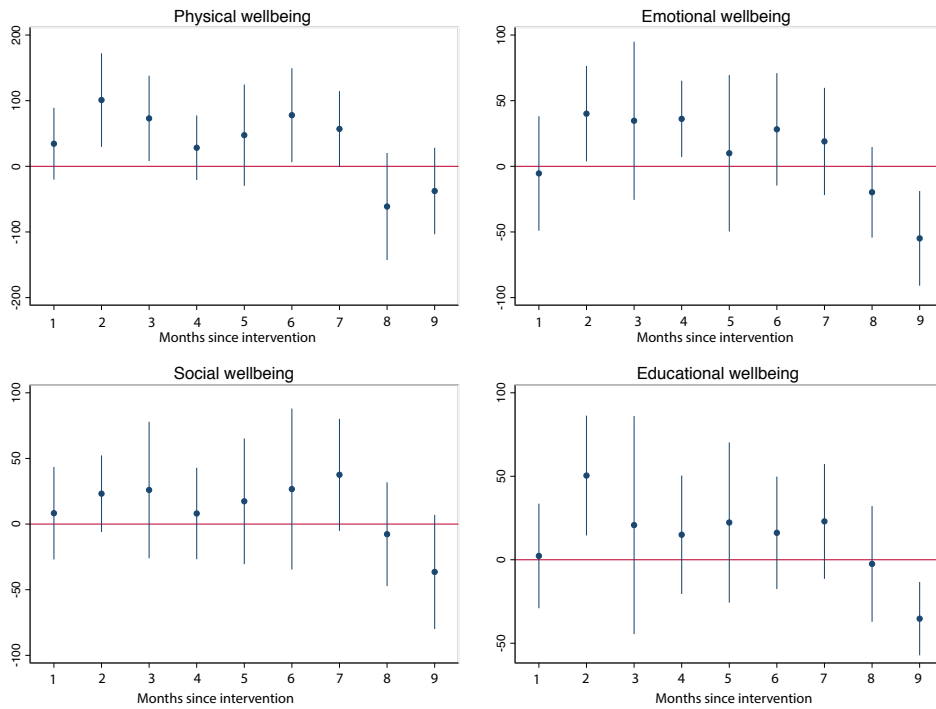 Physical wellbeing
200
100
0
-100
-200
1 2 3 4 5 6 7 8 9
Months since intervention
Emotional wellbeing
100
50
0
-50
-100
1 2 3 4 5 6 7 8 9
Months since intervention
Social wellbeing
100
50
0
-50
-100
1 2 3 4 5 6 7 8 9
Months since intervention
Educational wellbeing
100
50
0
-50
1 2 3 4 5 6 7 8 9
Months since intervention